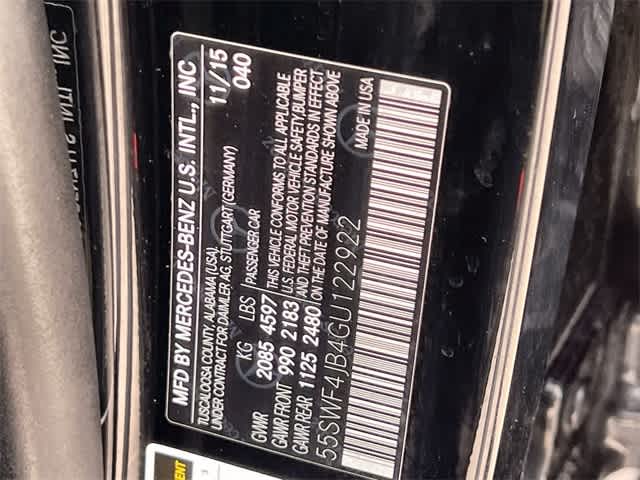 MFD BY MERCEDES-BENZ U.S. INTL., INC
TUSCALOOSA COUNTY, ALABAMA (USA)
UNDER CONTRACT FOR DAIMLER AG, STUTTGART (GERMANY)
11/15
040
KG LBS PASSENGER CAR
GVWR 2085 4597
GAWR FRONT 990 2183
GAWR REAR 1125 2480
THIS VEHICLE CONFORMS TO ALL APPLICABLE
U.S. FEDERAL MOTOR VEHICLE SAFETY, BUMPER
AND THEFT PREVENTION STANDARDS IN EFFECT
ON THE DATE OF MANUFACTURE SHOWN ABOVE
55SWF4JB4GU122922
MADE IN USA